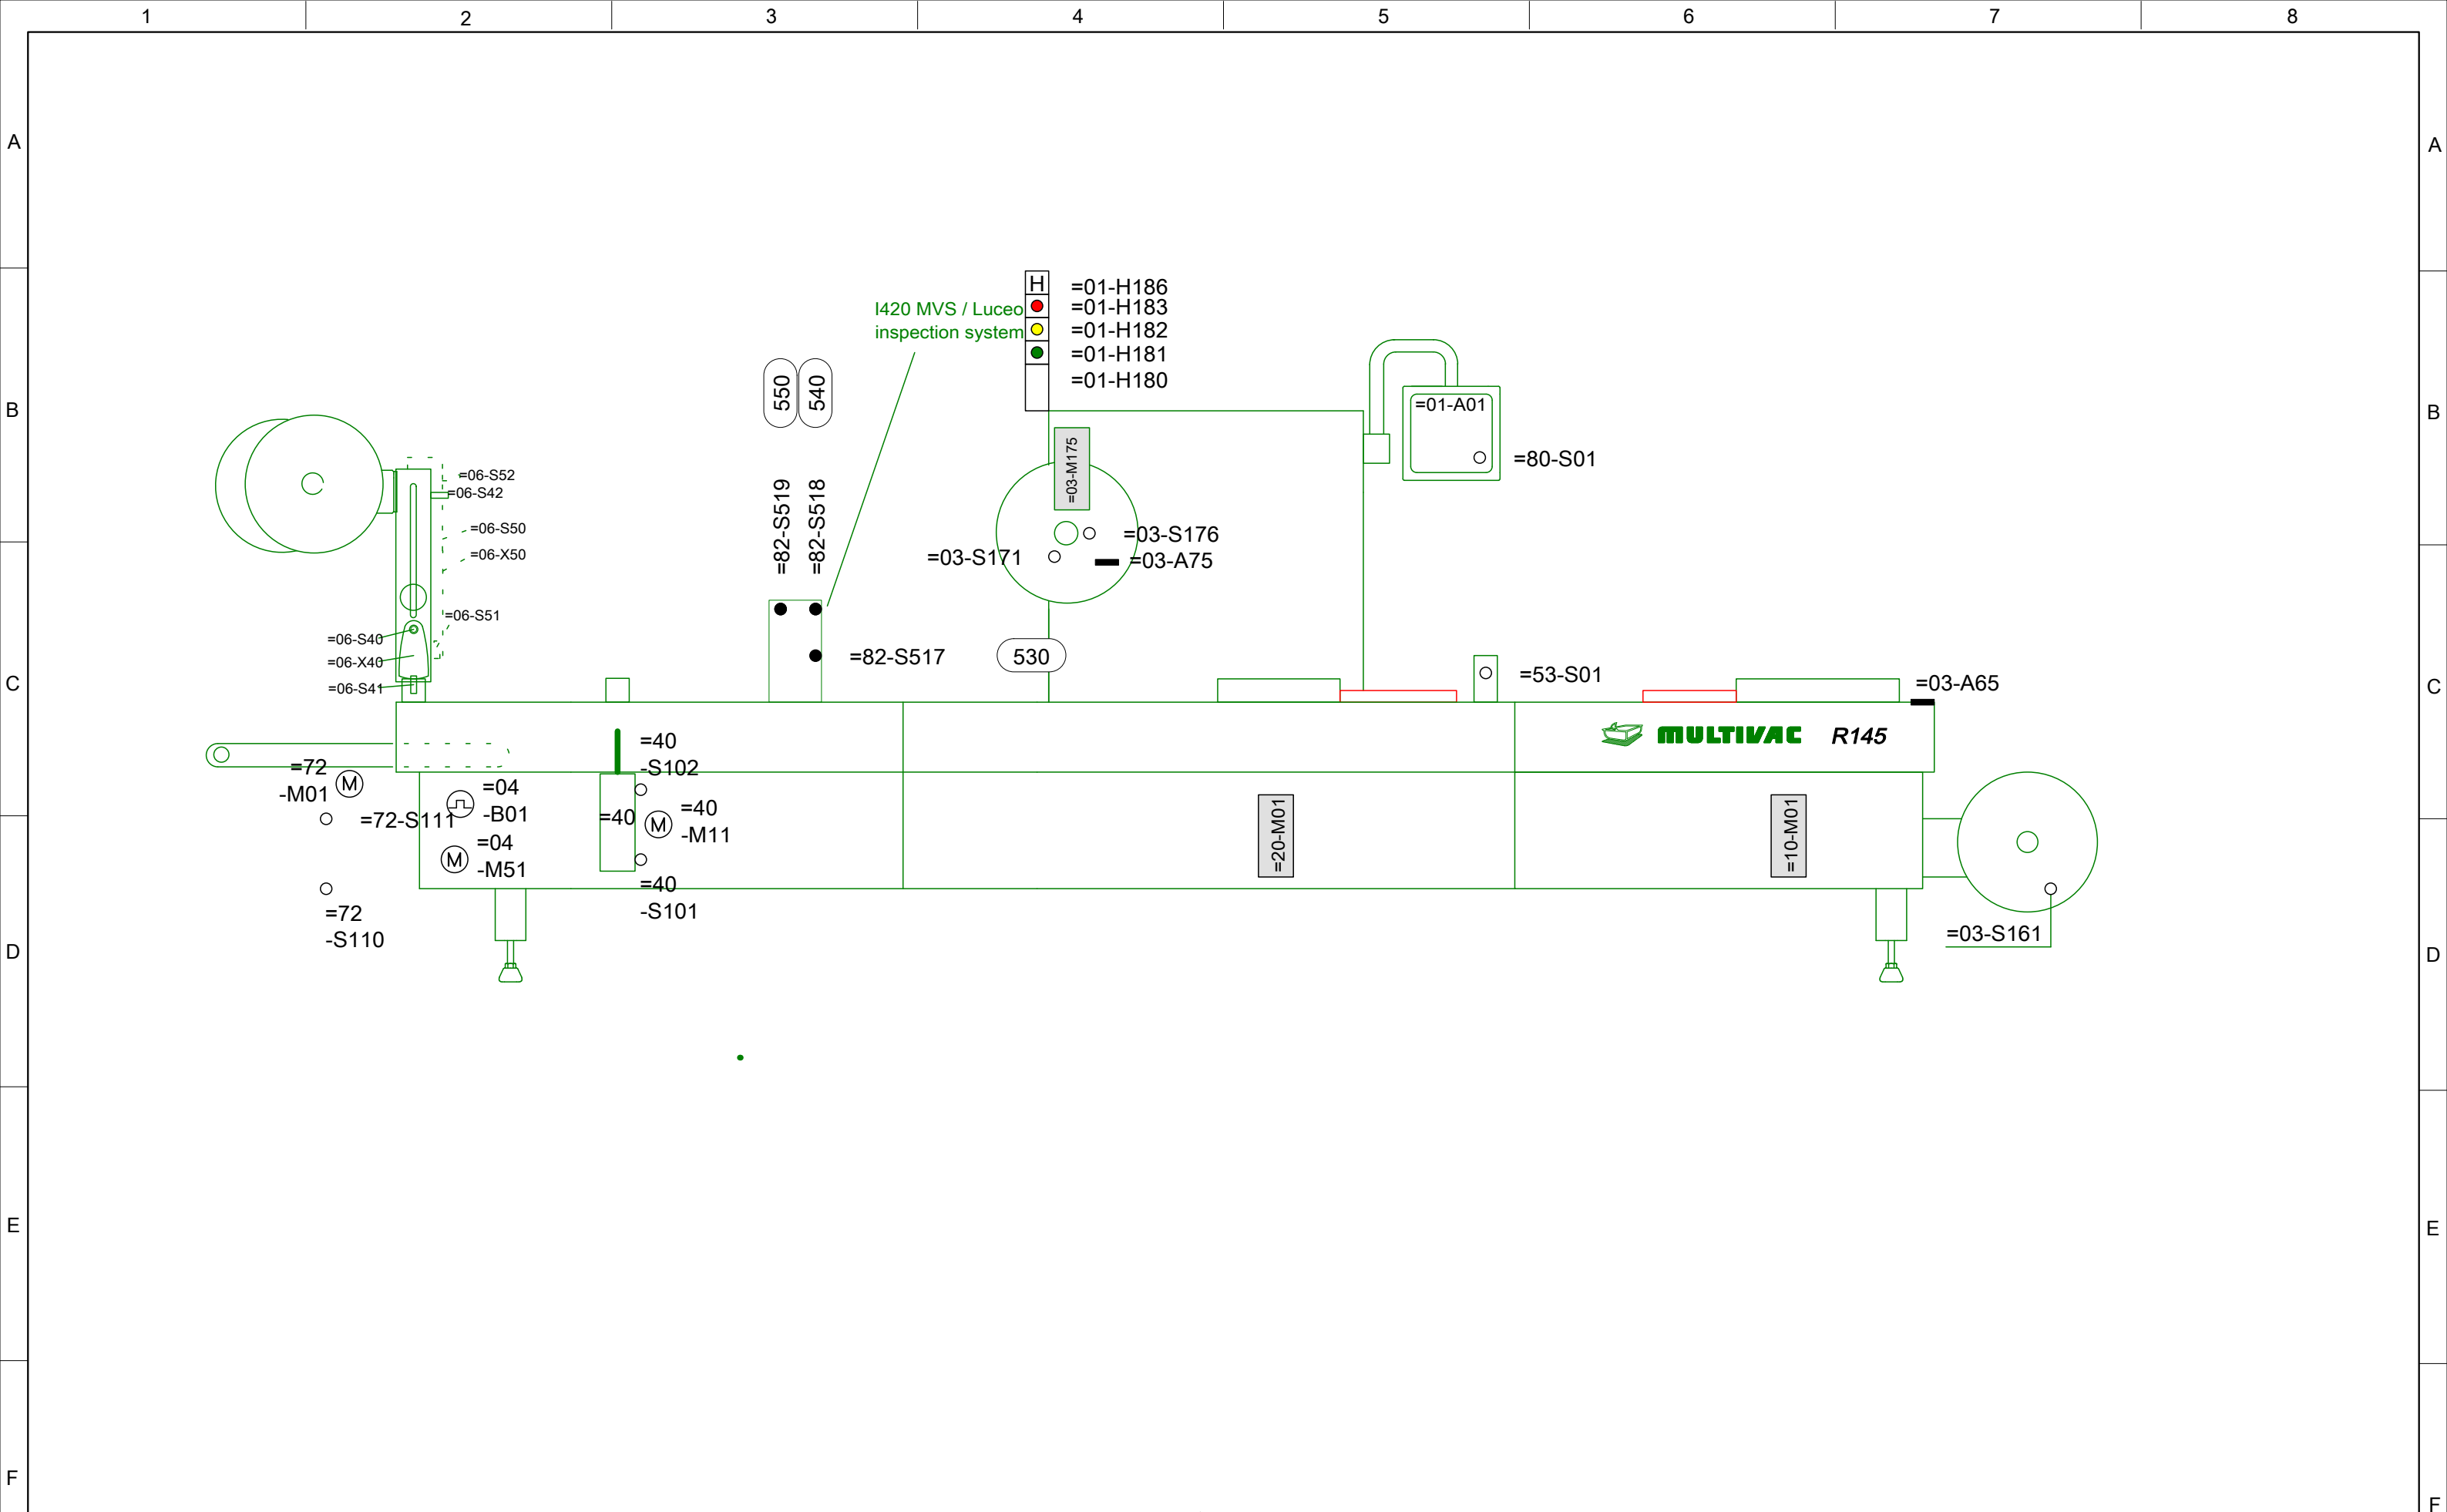 1 2 3 4 5 6 7 8
A A
H =01-H186
I420 MVS / Luceo =01-H183
inspection system =01-H182
=01-H181
=01-H180
550 540
B B
=01-A01
=03-M175
=80-S01
=06-S52
=06-S42
=82-S519 =82-S518
=06-S50
=03-S176
=06-X50
=03-S171 =03-A75
=06-S51
=06-S40
=06-X40
=82-S517 530
=53-S01
C C
=06-S41
=03-A65
MULTIVAC R145
=40
-S102
=72
-M01 M
=04
-B01
=72-S111
=40
M =40
-M11
=20-M01
=10-M01
M =04
-M51
=40
-S101
=72
-S110
=03-S161
D D
E E
F F